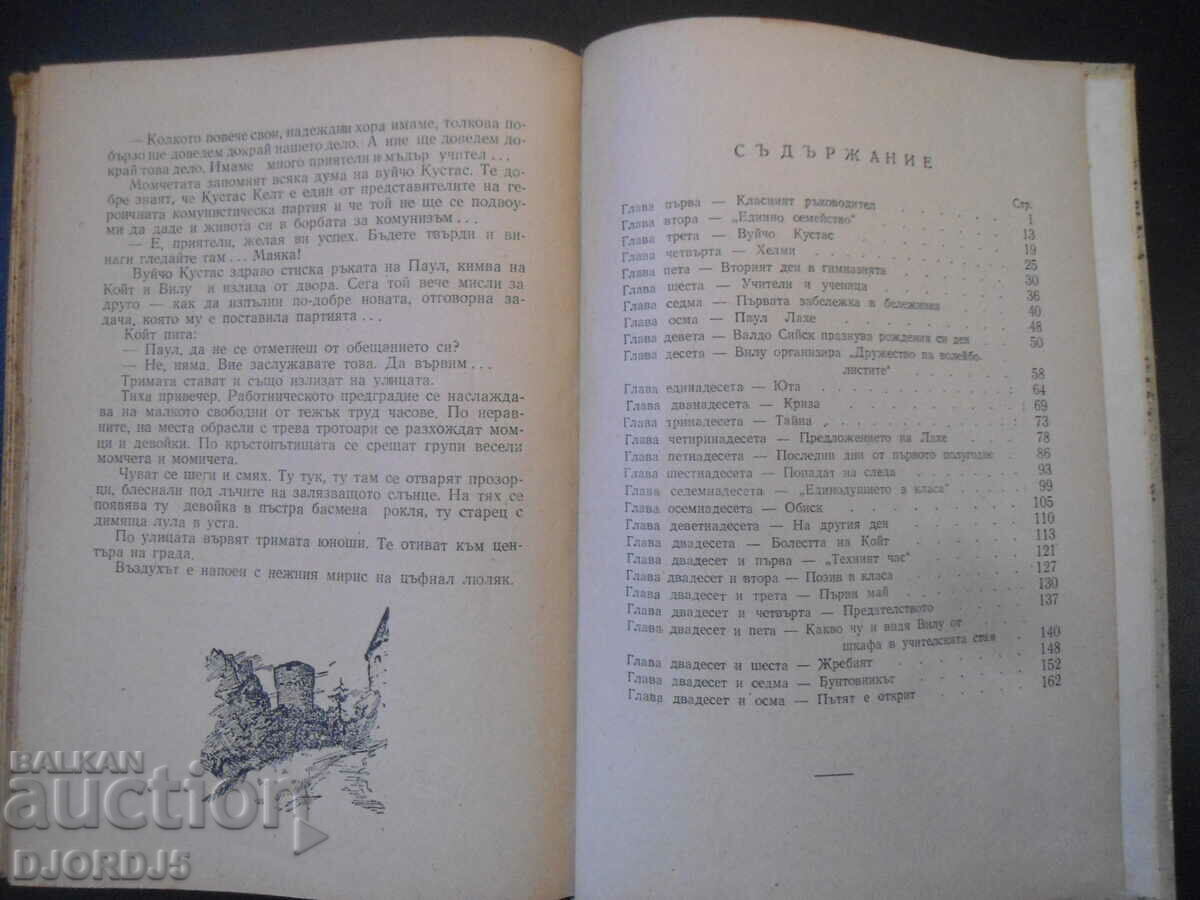 — Колкото повече свои, надеждни хора имаме, толкова по-
бързо ще доведем докрай нашето дело. А ние ще доведем до-
край това дело. Имаме много приятели и мъдър учител . . .
Момчетата запомнят всяка дума на вуйчо Кустас. Те до-
бре знаят, че Кустас Келт е един от представителите на ге-
роичната комунистическа партия и че той не ще се подвоу-
ми да даде и живота си в борбата за комунизъм . . .
— Е, приятели, желая ви успех. Бъдете твърди и ви-
наги гледайте там . . . Маяка!
Вуйчо Кустас здраво стиска ръката на Паул, кимва на
Койт и Вилу и излиза от двора. Сега той вече мисли за
друго — как да изпълни по-добре новата, отговорна за-
дача, която му е поставила партията . . .
Койт пита:
— Паул, да не се отметнеш от обещанието си?
— Не, няма. Вие заслужавате това. Да вървим . . .
Тримата стават и също излизат на улицата.
Тиха привечер. Работническото предградие се наслажда-
ва на малкото свободни от тежък труд часове. По неравни-
те, на места обрасли с трева тротоари се разхождат мом-
ци и девойки. По кръстопътищата се срещат групи весели
момчета и момичета.
Чуват се шеги и смях. Ту тук, ту там се отварят прозор-
ци, блеснали под лъчите на залязващото слънце. На тях се
появява ту девойка в пъстра басмена рокля, ту старец с
димяща лула в уста.
По улицата вървят тримата юноши. Те отиват към цен-
търа на града.
Въздухът е напоен с нежния мирис на цъфнал люляк.
СЪДЪРЖАНИЕ
Стр.
Глава първа — Класният ръководител . . . . 1
Глава втора — „Единно семейство“ . . . . 13
Глава трета — Вуйчо Кустас . . . . 19
Глава четвърта — Хелми . . . . 25
Глава пета — Вторият ден в гимназията . . . . 30
Глава шеста — Учители и ученици . . . . 36
Глава седма — Първата забележка в бележника . . . . 40
Глава осма — Паул Лахе . . . . 48
Глава девета — Валдо Сийск празнува рождения си ден . . 50
Глава десета — Вилу организира „Дружество на волейбо-
листите“ . . . . 58
Глава единадесета — Юта . . . . 64
Глава дванадесета — Криза . . . . 69
Глава тринадесета — Тайна . . . . 73
Глава четиринадесета — Предложението на Лахе . . . . 78
Глава петнадесета — Последни дни от първото полугодие . 86
Глава шестнадесета — Попадат на следа . . . . 93
Глава седемнадесета — „Единодушието в класа“ . . . . 99
Глава осемнадесета — Обиск . . . . 105
Глава деветнадесета — На другия ден . . . . 110
Глава двадесета — Болестта на Койт . . . . 113
Глава двадесет и първа — „Техният час“ . . . . 121
Глава двадесет и втора — Позив в класа . . . . 127
Глава двадесет и трета — Първи май . . . . 130
Глава двадесет и четвърта — Предателството . . . . 137
Глава двадесет и пета — Какво чу и видя Вилу от
шкафа в учителската стая . 140
Глава двадесет и шеста — Жребият . . . . 148
Глава двадесет и седма — Бунтовникът . . . . 152
Глава двадесет и осма — Пътят е открит . . . . 162
BALKAN
auction
DJORDJ5